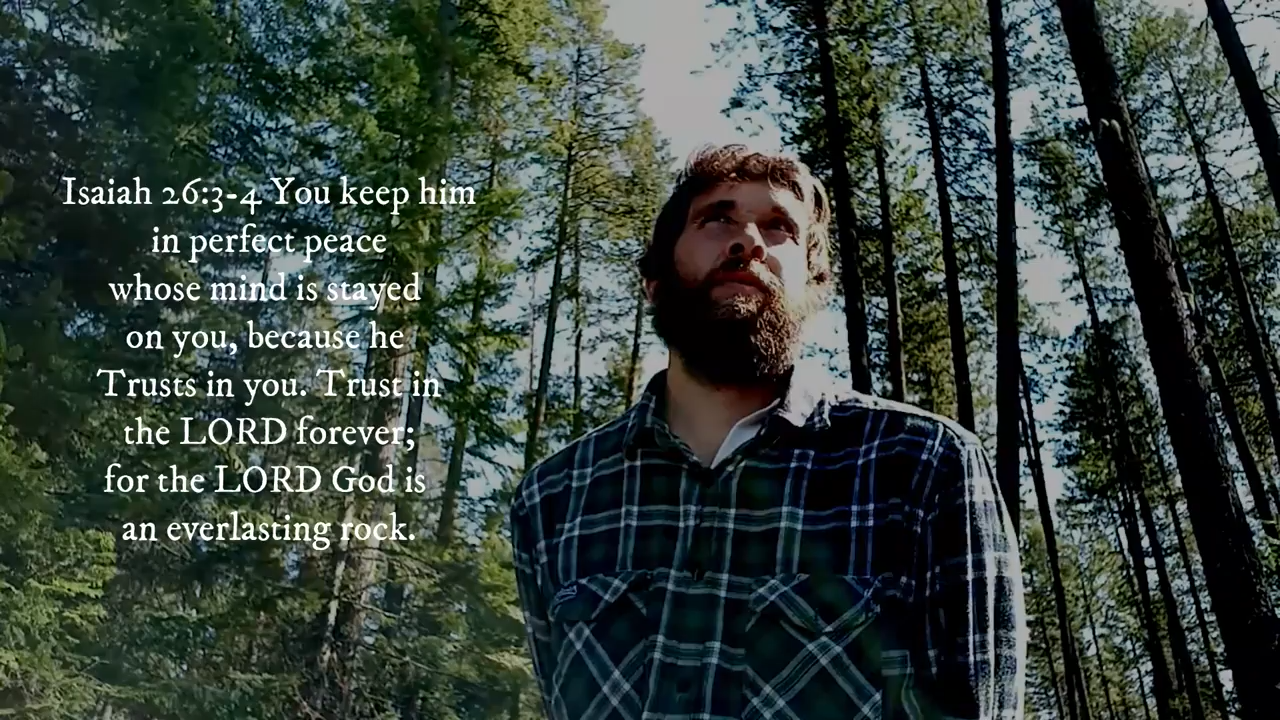 Isaiah 26:3-4 You keep him
in perfect peace
whose mind is stayed
on you, because he
Trusts in you. Trust in
the LORD forever;
for the LORD God is
an everlasting rock.